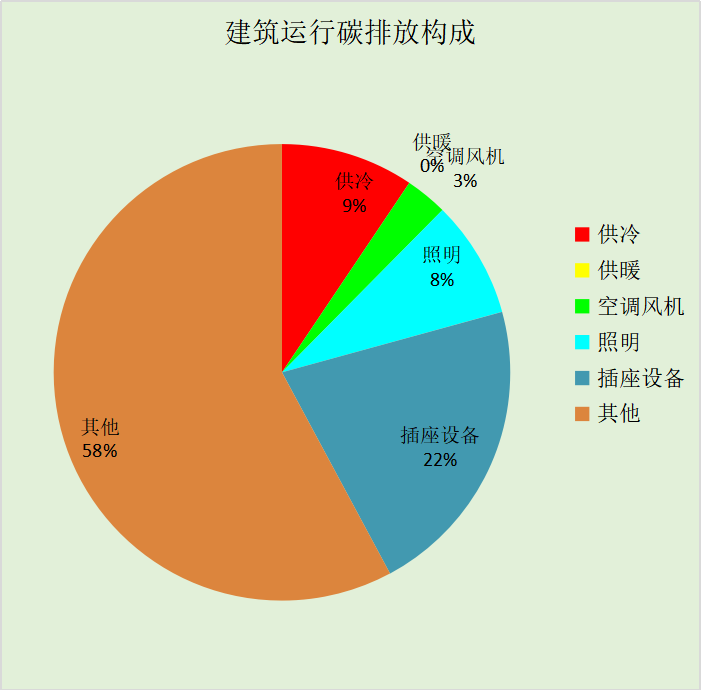 建筑运行碳排放构成
供暖
0%
空调风机
3%
供冷
9%
照明
8%
插座设备
22%
其他
58%
供冷
供暖
空调风机
照明
插座设备
其他